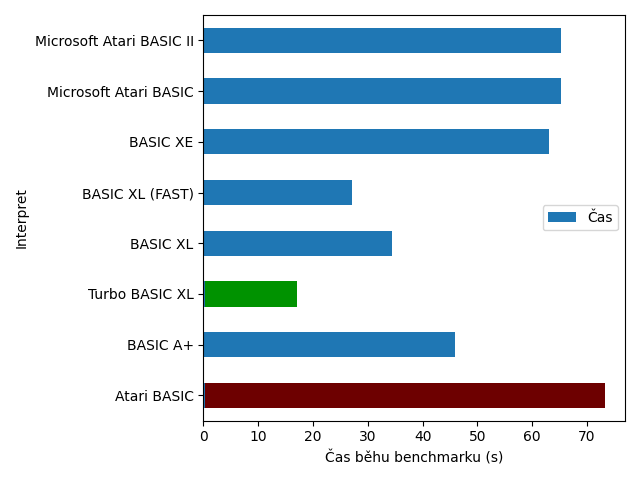 Microsoft Atari BASIC II
Microsoft Atari BASIC
BASIC XE
BASIC XL (FAST)
BASIC XL
Turbo BASIC XL
BASIC A+
Atari BASIC
Interpret
Čas
0 10 20 30 40 50 60 70
Čas běhu benchmarku (s)